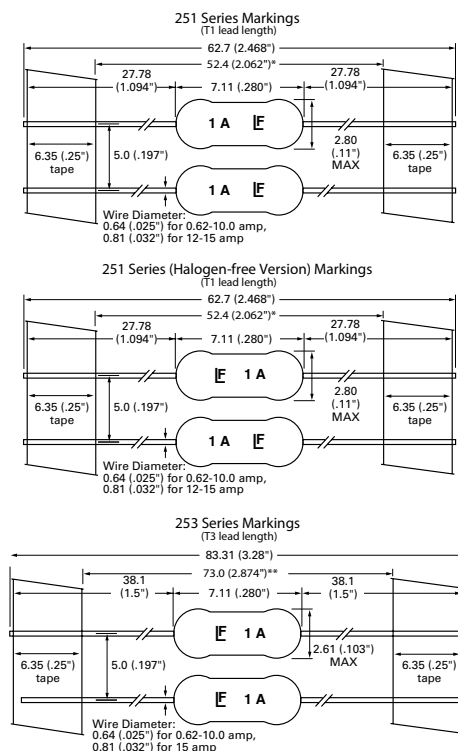 251 Series Markings
(T1 lead length)
62.7 (2.468")
52.4 (2.062")*
27.78
(1.094")
7.11 (.280")
27.78
(1.094")
1 A LF
6.35 (.25")
tape
5.0 (.197")
2.80
(.11")
MAX
6.35 (.25")
tape
1 A LF
Wire Diameter:
0.64 (.025") for 0.62-10.0 amp,
0.81 (.032") for 12-15 amp
251 Series (Halogen-free Version) Markings
(T1 lead length)
62.7 (2.468")
52.4 (2.062")*
27.78
(1.094")
7.11 (.280")
27.78
(1.094")
LF 1 A
6.35 (.25")
tape
5.0 (.197")
2.80
(.11")
MAX
6.35 (.25")
tape
1 A LF
Wire Diameter:
0.64 (.025") for 0.62-10.0 amp,
0.81 (.032") for 12-15 amp
253 Series Markings
(T3 lead length)
83.31 (3.28")
73.0 (2.874")**
38.1
(1.5")
7.11 (.280")
38.1
(1.5")
LF 1 A
6.35 (.25")
tape
5.0 (.197")
2.61 (.103")
MAX
6.35 (.25")
tape
LF 1 A
Wire Diameter:
0.64 (.025") for 0.62-10.0 amp,
0.81 (.032") for 15 amp